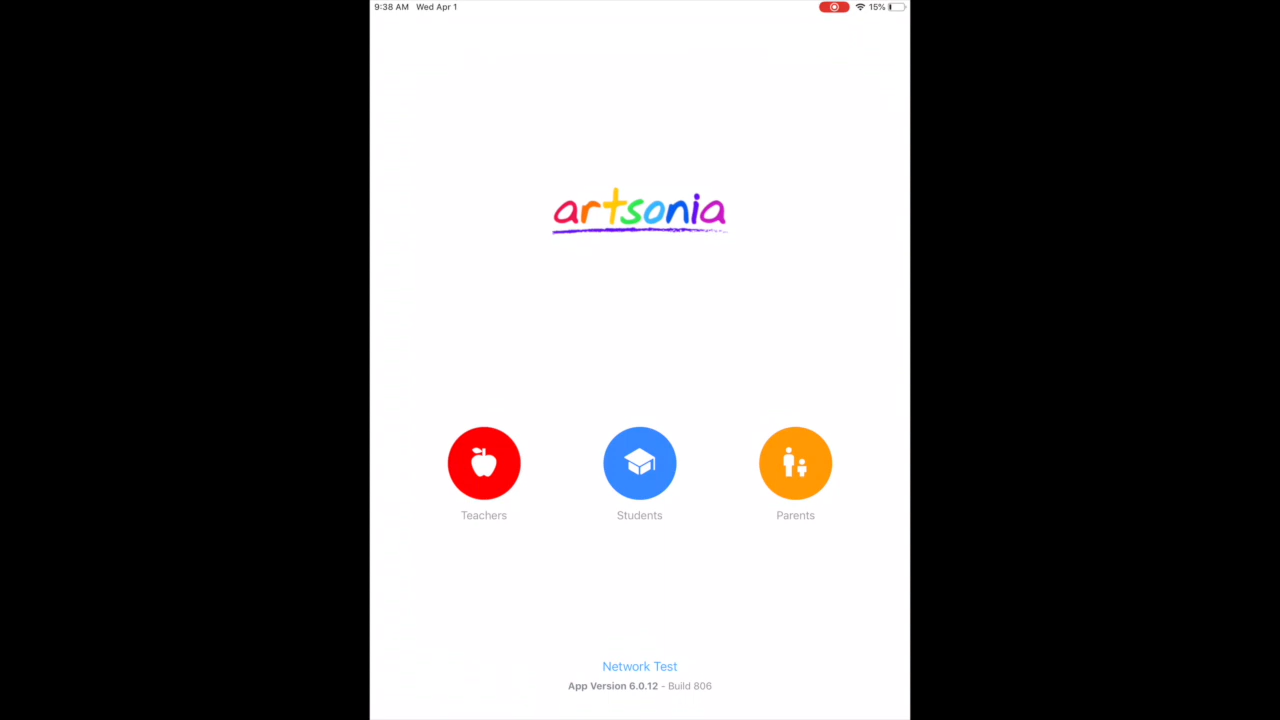 9:38 AM Wed Apr 1
15%
artsonia
Teachers
Students
Parents
Network Test
App Version 6.0.12 - Build 806